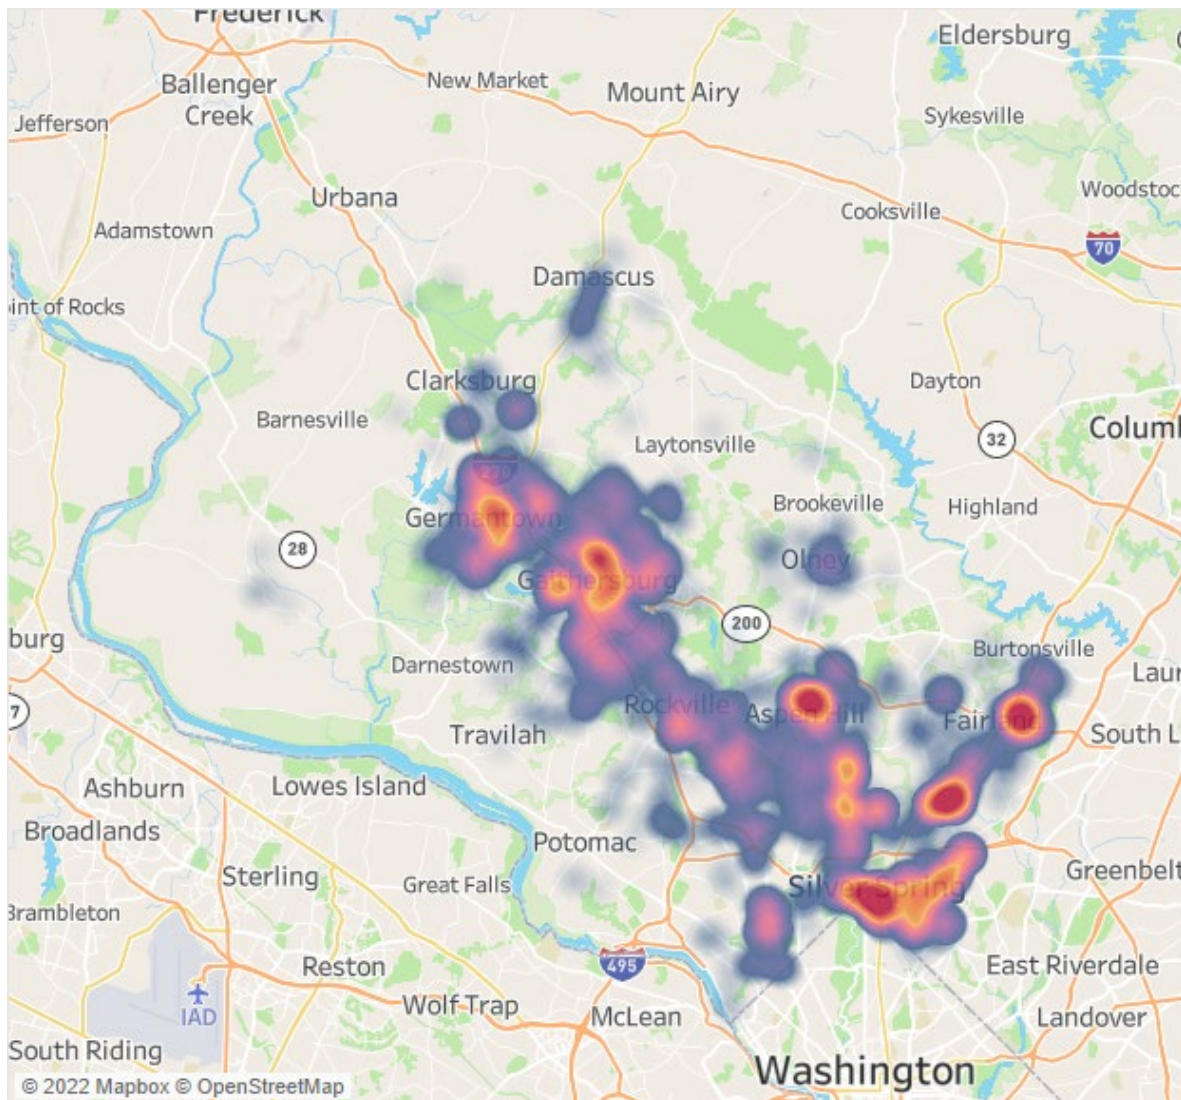 Frederick
Eldersburg
Ballenger
Creek
New Market
Mount Airy
Jefferson
Sykesville
Urbana
Woodstoc
Cooksville
Adamstown
70
Damascus
int of Rocks
Clarksburg
Dayton
Barnesville
Colum
32
Laytonsville
270
Brookeville
Highland
Germantown
28
Olney
Gaithersburg
200
burg
Burtonsville
Darnestown
Laur
7
Rockville
Aspen Hill
Fairland
Travilah
South L
Ashburn
Lowes Island
Broadlands
Potomac
Sterling
Great Falls
Silver Spring
Greenbelt
Brambleton
Reston
495
East Riverdale
IAD
Wolf Trap
McLean
Landover
South Riding
Washington
© 2022 Mapbox © OpenStreetMap